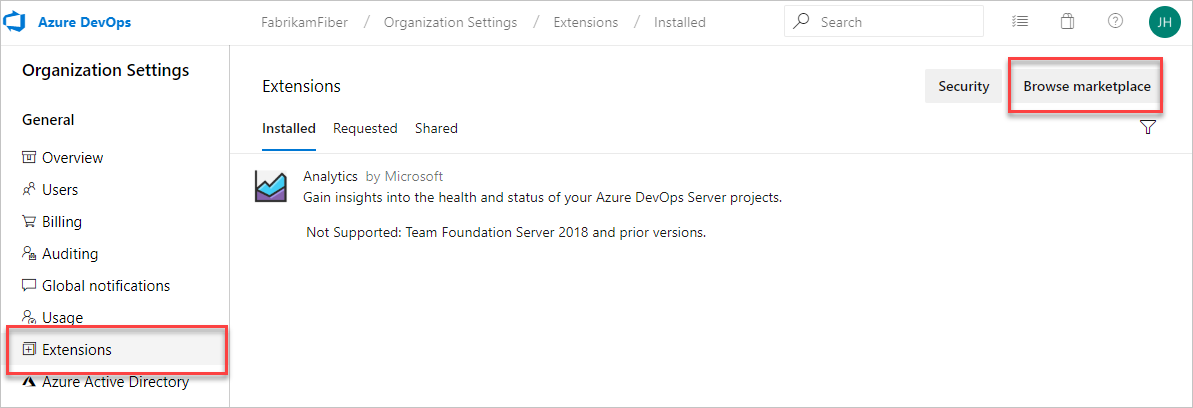 Azure DevOps
FabrikamFiber / Organization Settings / Extensions / Installed
Search
JH
Organization Settings
General
Overview
Users
Billing
Auditing
Global notifications
Usage
Extensions
Azure Active Directory
Extensions
Security
Browse marketplace
Installed Requested Shared
Analytics by Microsoft
Gain insights into the health and status of your Azure DevOps Server projects.
Not Supported: Team Foundation Server 2018 and prior versions.